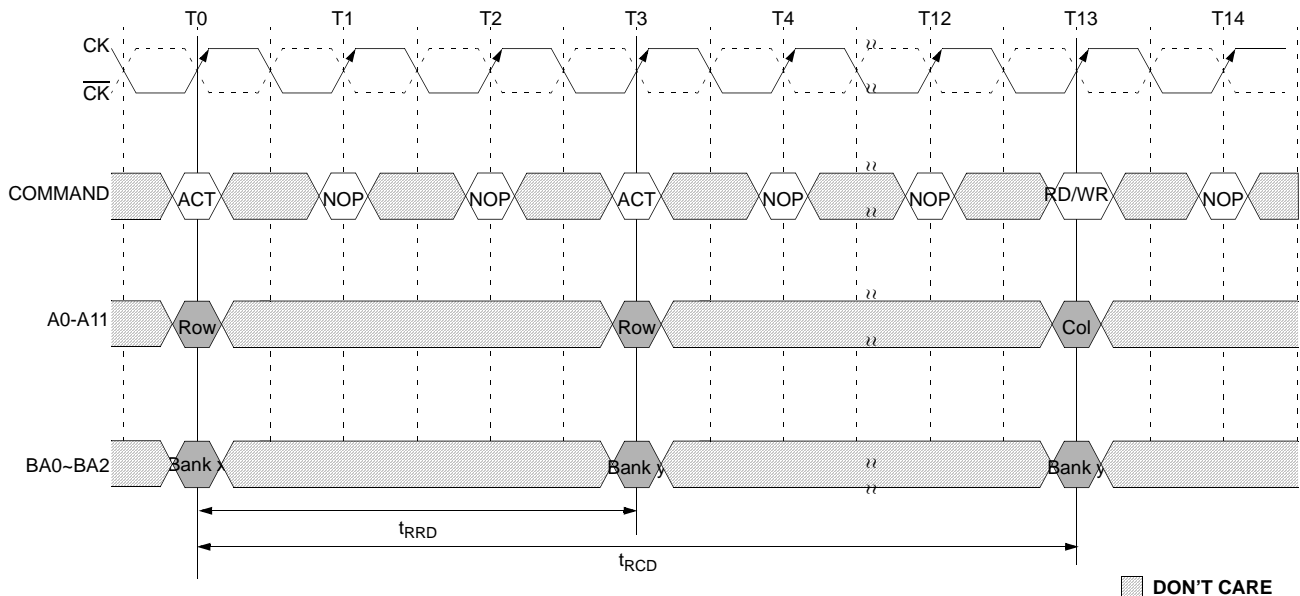 T0 T1 T2 T3 T4 T12 T13 T14
CK
CK
COMMAND ACT NOP NOP ACT NOP NOP RD/WR NOP
A0-A11 Row Row Col
BA0~BA2 Bank x Bank y Bank y
tRRD
tRCD
DON'T CARE